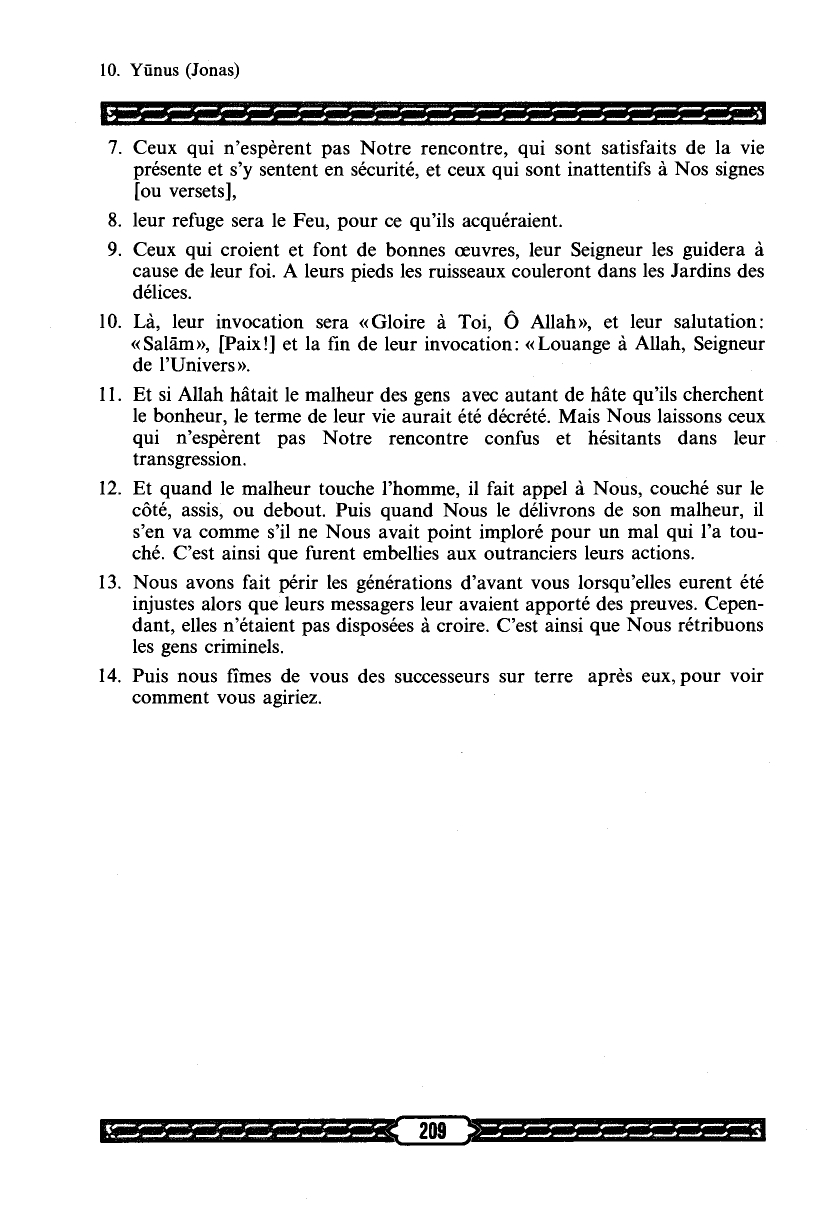 10. Yūnus (Jonas)
7. Ceux qui n'espèrent pas Notre rencontre, qui sont satisfaits de la vie
présente et s'y sentent en sécurité, et ceux qui sont inattentifs à Nos signes
[ou versets],
8. leur refuge sera le Feu, pour ce qu'ils acquéraient.
9. Ceux qui croient et font de bonnes œuvres, leur Seigneur les guidera à
cause de leur foi. A leurs pieds les ruisseaux couleront dans les Jardins des
délices.
10. Là, leur invocation sera «Gloire à Toi, Ô Allah», et leur salutation:
«Salām», [Paix!] et la fin de leur invocation: «Louange à Allah, Seigneur
de l'Univers».
11. Et si Allah hâtait le malheur des gens avec autant de hâte qu'ils cherchent
le bonheur, le terme de leur vie aurait été décrété. Mais Nous laissons ceux
qui n'espèrent pas Notre rencontre confus et hésitants dans leur
transgression.
12. Et quand le malheur touche l'homme, il fait appel à Nous, couché sur le
côté, assis, ou debout. Puis quand Nous le délivrons de son malheur, il
s'en va comme s'il ne Nous avait point imploré pour un mal qui l'a tou-
ché. C'est ainsi que furent embellies aux outranciers leurs actions.
13. Nous avons fait périr les générations d'avant vous lorsqu'elles eurent été
injustes alors que leurs messagers leur avaient apporté des preuves. Cepen-
dant, elles n'étaient pas disposées à croire. C'est ainsi que Nous rétribuons
les gens criminels.
14. Puis nous fîmes de vous des successeurs sur terre après eux, pour voir
comment vous agiriez.
209